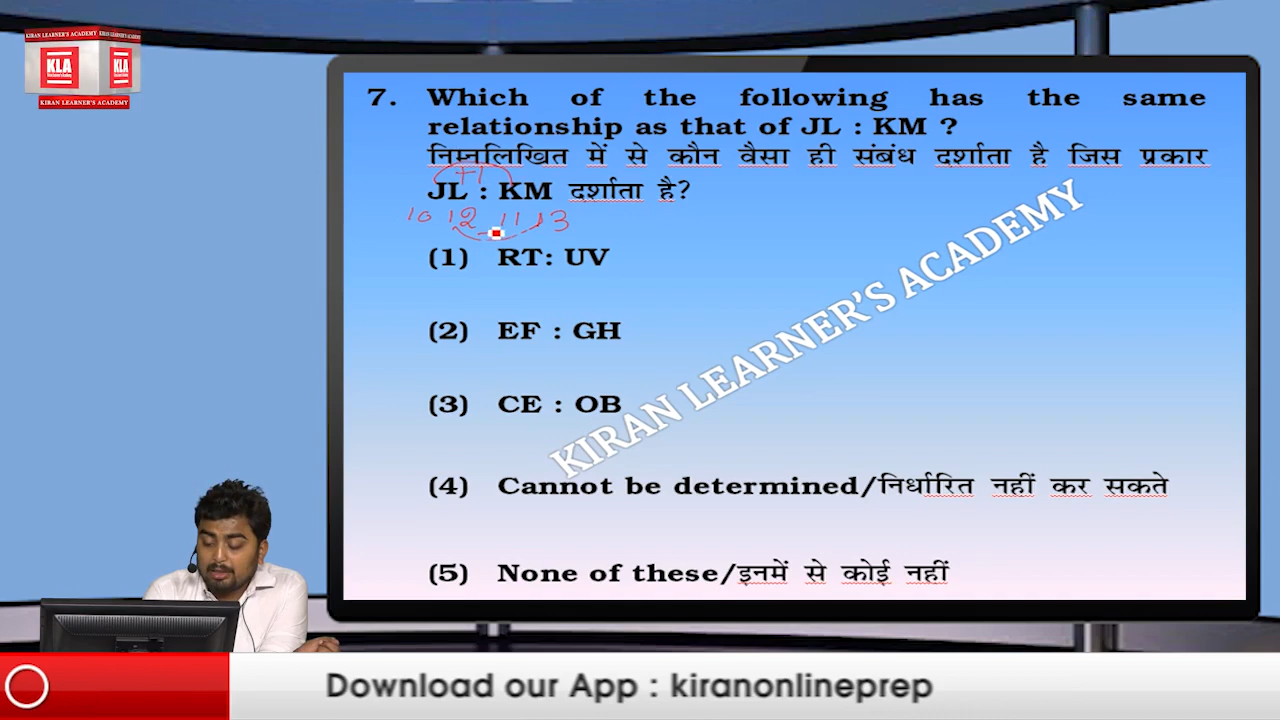 KIRAN LEARNER'S ACADEMY KIRAN LEARNER'S ACADEMY
KLA KLA
KIRAN LEARNER'S ACADEMY
7. Which of the following has the same
relationship as that of JL : KM ?
निम्नलिखित में से कौन वैसा ही संबंध दर्शाता है जिस प्रकार
+1
JL : KM दर्शाता है?
10 12 11 13
(1) RT: UV
(2) EF : GH
(3) CE : OB
(4) Cannot be determined/निर्धारित नहीं कर सकते
(5) None of these/इनमें से कोई नहीं
KIRAN LEARNER'S ACADEMY
Download our App : kiranonlineprep